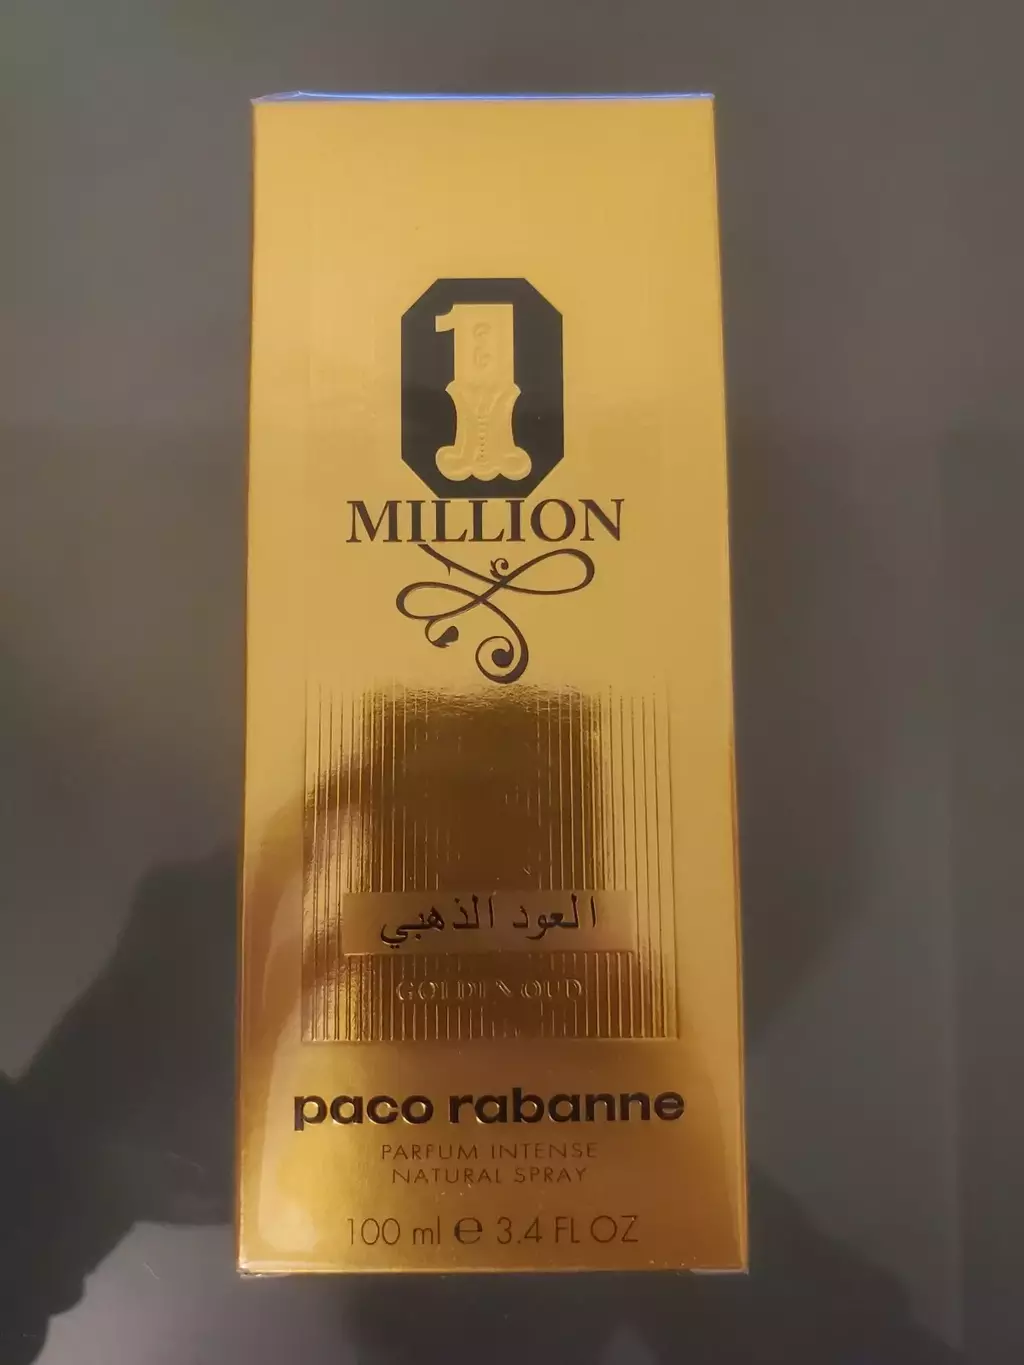 1
MILLION
العود الذهبي
GOLDEN OUD
paco rabanne
PARFUM INTENSE
NATURAL SPRAY
100 ml ℮ 3.4 FL OZ